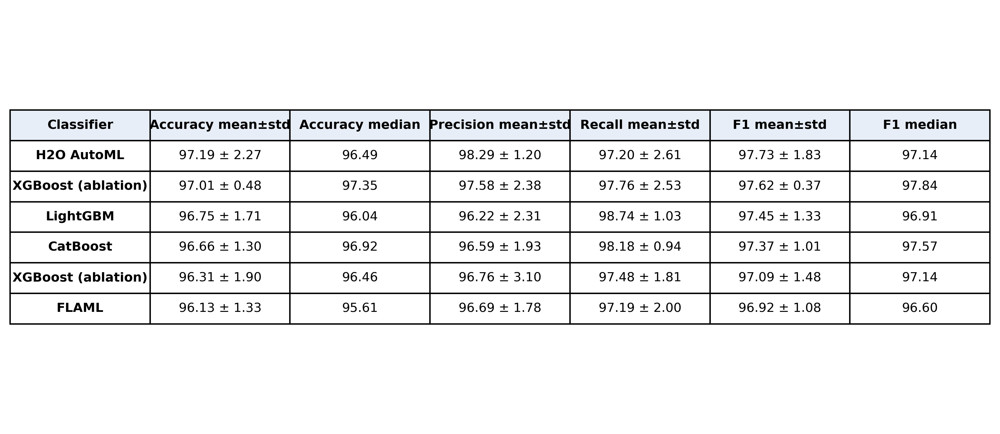 Classifier Accuracy mean±std Accuracy median Precision mean±std Recall mean±std F1 mean±std F1 median
H2O AutoML 97.19 ± 2.27 96.49 98.29 ± 1.20 97.20 ± 2.61 97.73 ± 1.83 97.14
XGBoost (ablation) 97.01 ± 0.48 97.35 97.58 ± 2.38 97.76 ± 2.53 97.62 ± 0.37 97.84
LightGBM 96.75 ± 1.71 96.04 96.22 ± 2.31 98.74 ± 1.03 97.45 ± 1.33 96.91
CatBoost 96.66 ± 1.30 96.92 96.59 ± 1.93 98.18 ± 0.94 97.37 ± 1.01 97.57
XGBoost (ablation) 96.31 ± 1.90 96.46 96.76 ± 3.10 97.48 ± 1.81 97.09 ± 1.48 97.14
FLAML 96.13 ± 1.33 95.61 96.69 ± 1.78 97.19 ± 2.00 96.92 ± 1.08 96.60